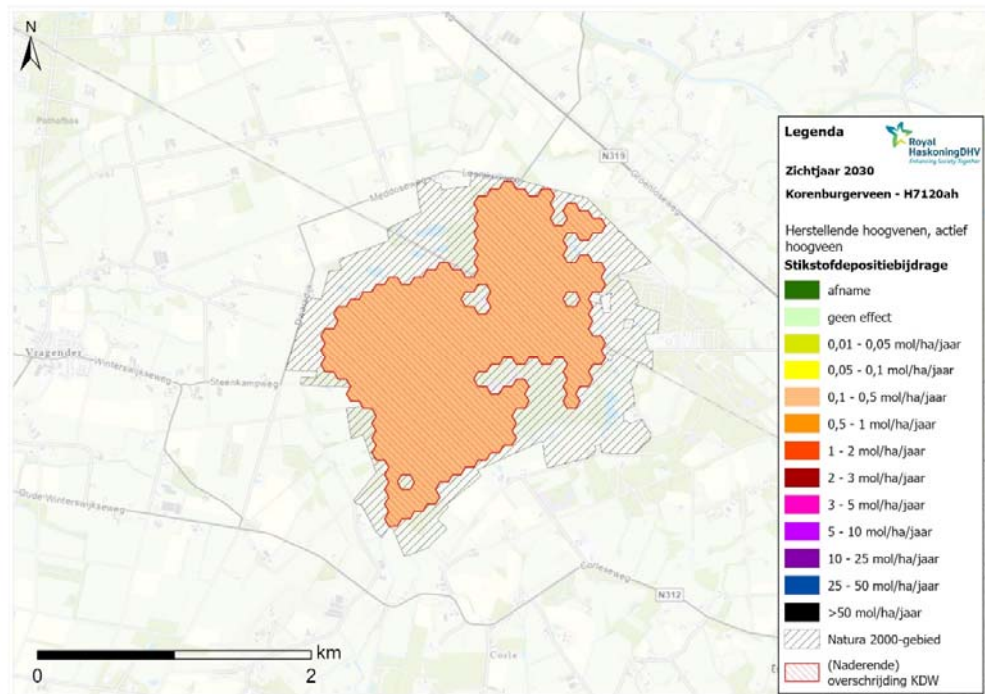 N
N319
Meddoseweg
Vragender
Winterswijkseweg
Steenkampweg
Oude Winterswijkseweg
N312
Corleseweg
Corle
km
0
2
Legenda
Royal
HaskoningDHV
Enhancing Society Together
Zichtjaar 2030
Korenburgerveen - H7120ah
Herstellende hoogvenen, actief
hoogveen
Stikstofdepositiebijdrage
afname
geen effect
0,01 - 0,05 mol/ha/jaar
0,05 - 0,1 mol/ha/jaar
0,1 - 0,5 mol/ha/jaar
0,5 - 1 mol/ha/jaar
1 - 2 mol/ha/jaar
2 - 3 mol/ha/jaar
3 - 5 mol/ha/jaar
5 - 10 mol/ha/jaar
10 - 25 mol/ha/jaar
25 - 50 mol/ha/jaar
>50 mol/ha/jaar
Natura 2000-gebied
(Naderende)
overschrijding KDW